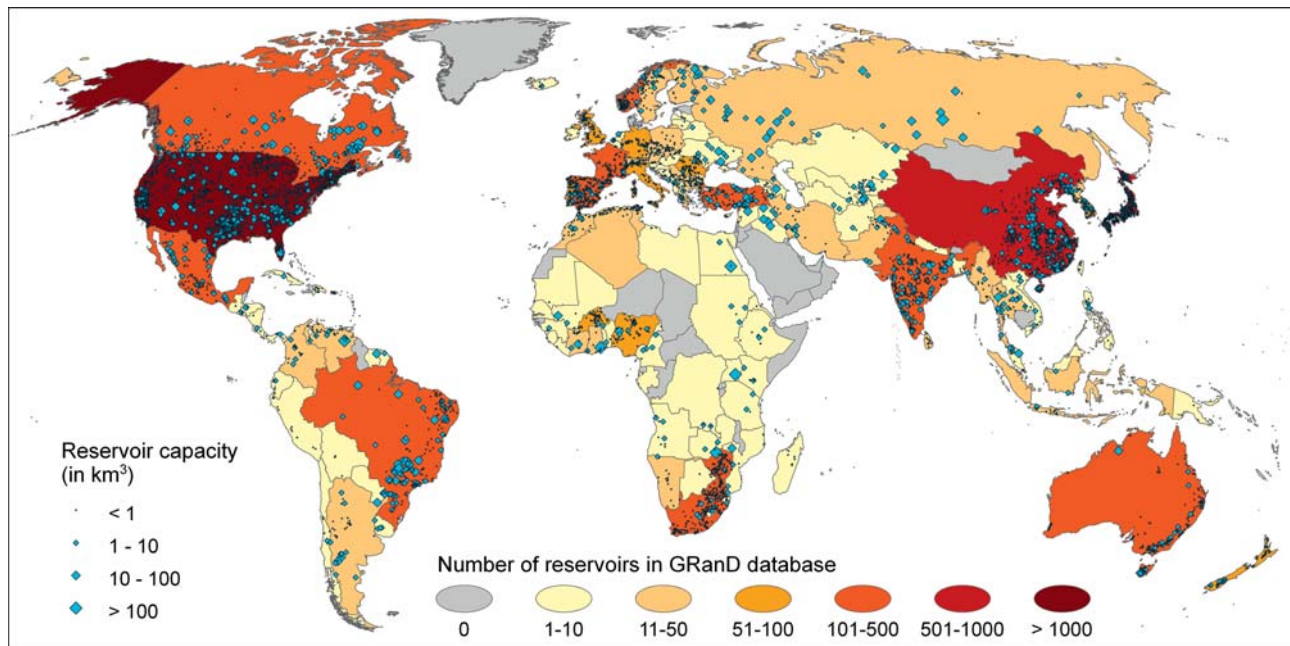 Reservoir capacity
(in km³)
< 1
1 - 10
10 - 100
> 100
Number of reservoirs in GRanD database
0 1-10 11-50 51-100 101-500 501-1000 > 1000